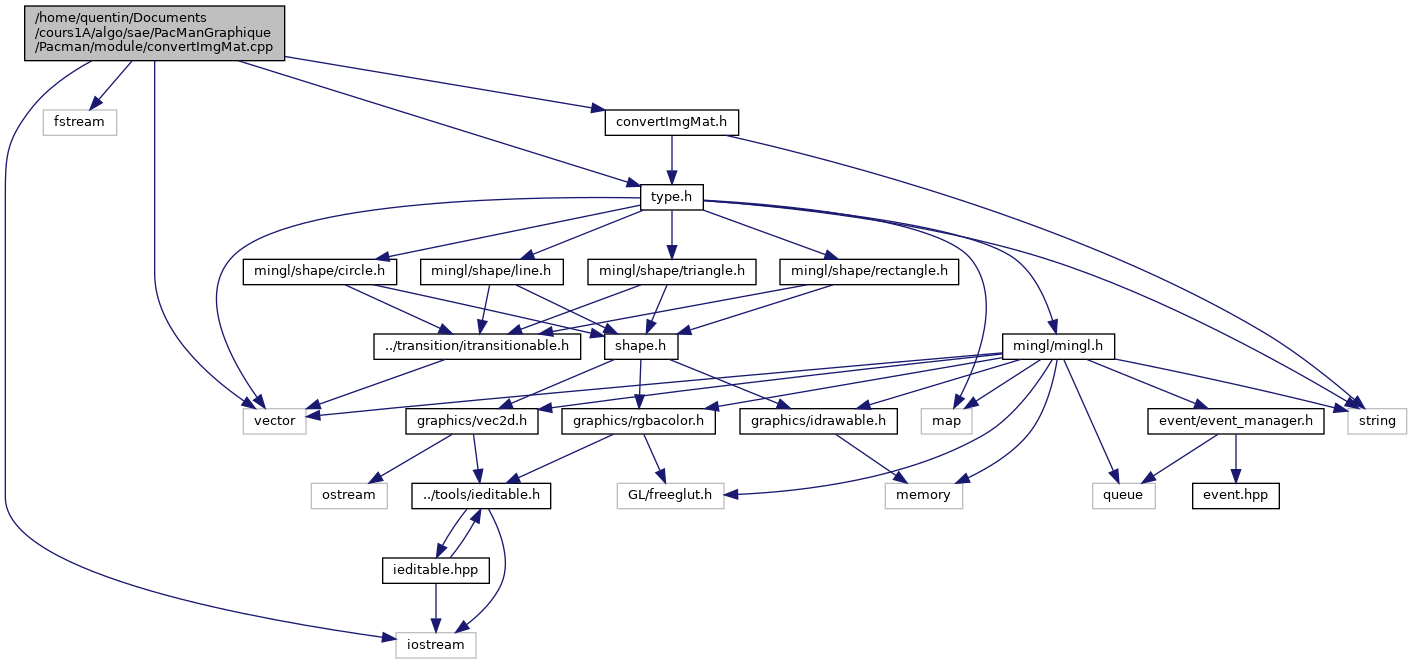 /home/quentin/Documents
/cours1A/algo/sae/PacManGraphique
/Pacman/module/convertImgMat.cpp
fstream
convertImgMat.h
type.h
mingl/shape/circle.h
mingl/shape/line.h
mingl/shape/triangle.h
mingl/shape/rectangle.h
../transition/itransitionable.h
shape.h
mingl/mingl.h
vector
graphics/vec2d.h
graphics/rgbacolor.h
graphics/idrawable.h
map
event/event_manager.h
string
ostream
../tools/ieditable.h
GL/freeglut.h
memory
queue
event.hpp
ieditable.hpp
iostream